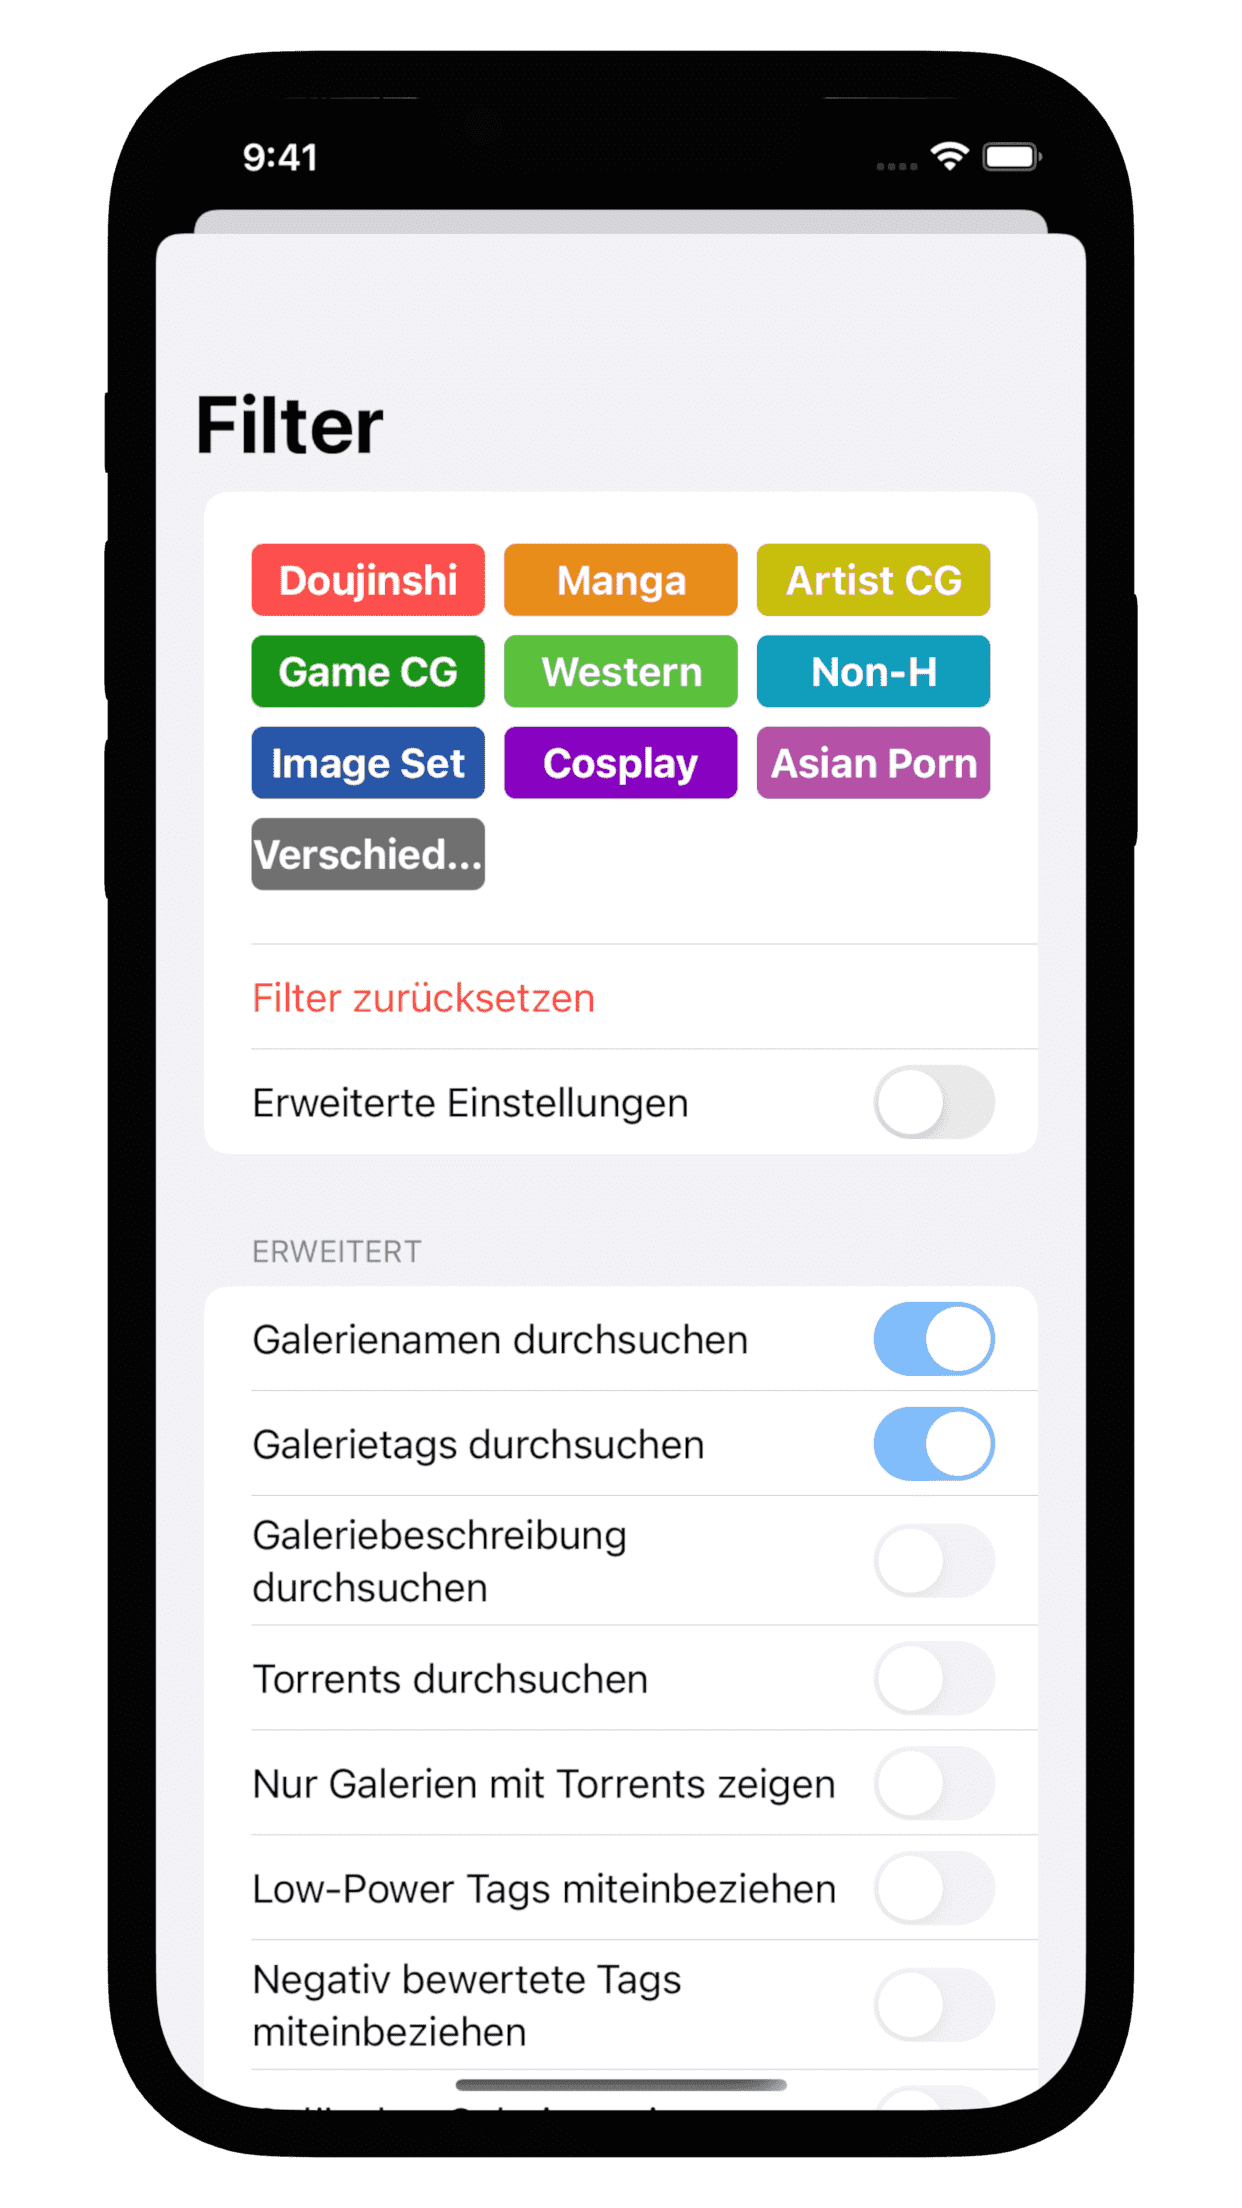 9:41
Filter
Doujinshi Manga Artist CG
Game CG Western Non-H
Image Set Cosplay Asian Porn
Verschied...
Filter zurücksetzen
Erweiterte Einstellungen
ERWEITERT
Galerienamen durchsuchen
Galerietags durchsuchen
Galeriebeschreibung
durchsuchen
Torrents durchsuchen
Nur Galerien mit Torrents zeigen
Low-Power Tags miteinbeziehen
Negativ bewertete Tags
miteinbeziehen